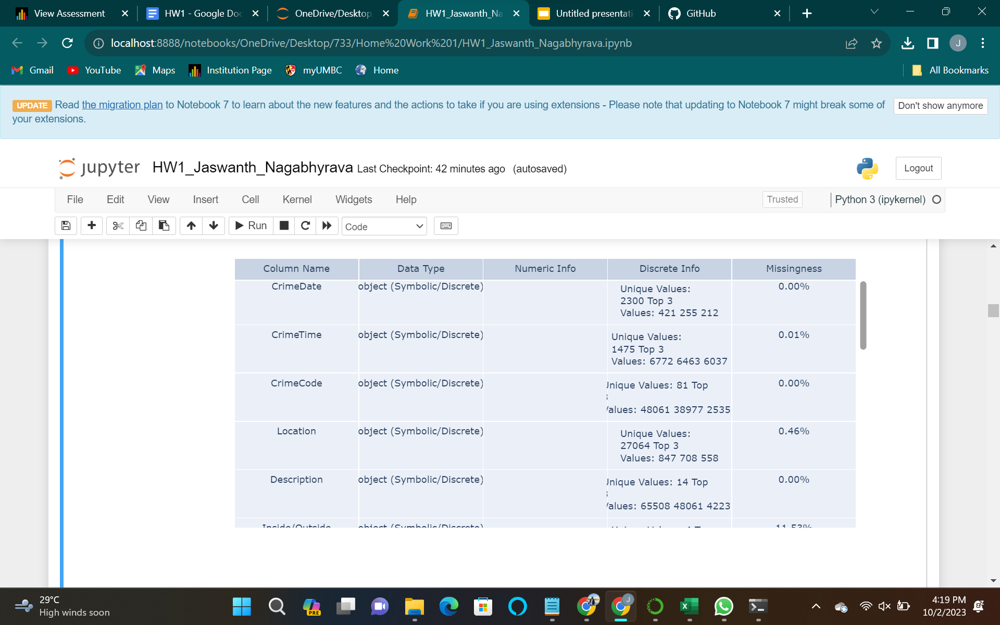 View Assessment
HW1 - Google Doc
OneDrive/Desktop
HW1_Jaswanth_Na
Untitled presentati
GitHub
localhost:8888/notebooks/OneDrive/Desktop/733/Home%20Work%201/HW1_Jaswanth_Nagabhyrava.ipynb
J
Gmail
YouTube
Maps
Institution Page
myUMBC
Home
All Bookmarks
UPDATE Read the migration plan to Notebook 7 to learn about the new features and the actions to take if you are using extensions - Please note that updating to Notebook 7 might break some of
your extensions.
Don't show anymore
jupyter HW1_Jaswanth_Nagabhyrava Last Checkpoint: 42 minutes ago (autosaved)
Logout
File Edit View Insert Cell Kernel Widgets Help
Trusted
Python 3 (ipykernel)
Run
Code
Column Name Data Type Numeric Info Discrete Info Missingness
CrimeDate object (Symbolic/Discrete) 0.00%
Unique Values:
2300 Top 3
Values: 421 255 212
CrimeTime object (Symbolic/Discrete) 0.01%
Unique Values:
1475 Top 3
Values: 6772 6463 6037
CrimeCode object (Symbolic/Discrete) 0.00%
Unique Values: 81 Top
3
Values: 48061 38977 2535
Location object (Symbolic/Discrete) 0.46%
Unique Values:
27064 Top 3
Values: 847 708 558
Description object (Symbolic/Discrete) 0.00%
Unique Values: 14 Top
3
Values: 65508 48061 4223
Inside/Outside object (Symbolic/Discrete) 11.53%
29°C
High winds soon
PRE
J
4:19 PM
10/2/2023